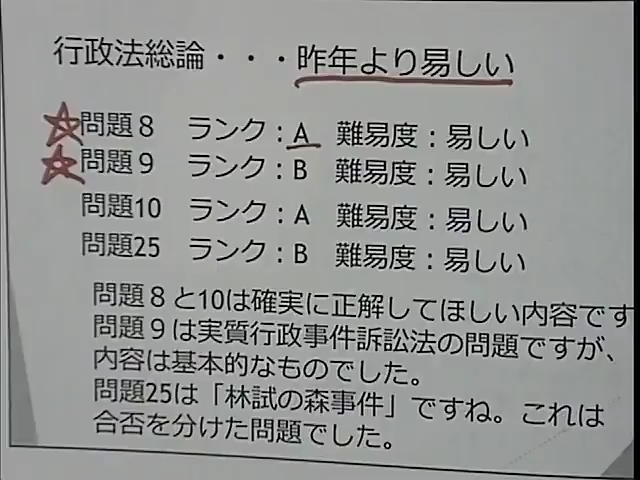 行政法総論・・・昨年より易しい
問題８ ランク：A 難易度：易しい
問題９ ランク：B 難易度：易しい
問題10 ランク：A 難易度：易しい
問題25 ランク：B 難易度：易しい
問題８と10は確実に正解してほしい内容です
問題９は実質行政事件訴訟法の問題ですが、
内容は基本的なものでした。
問題25は「林試の森事件」ですね。これは
合否を分けた問題でした。